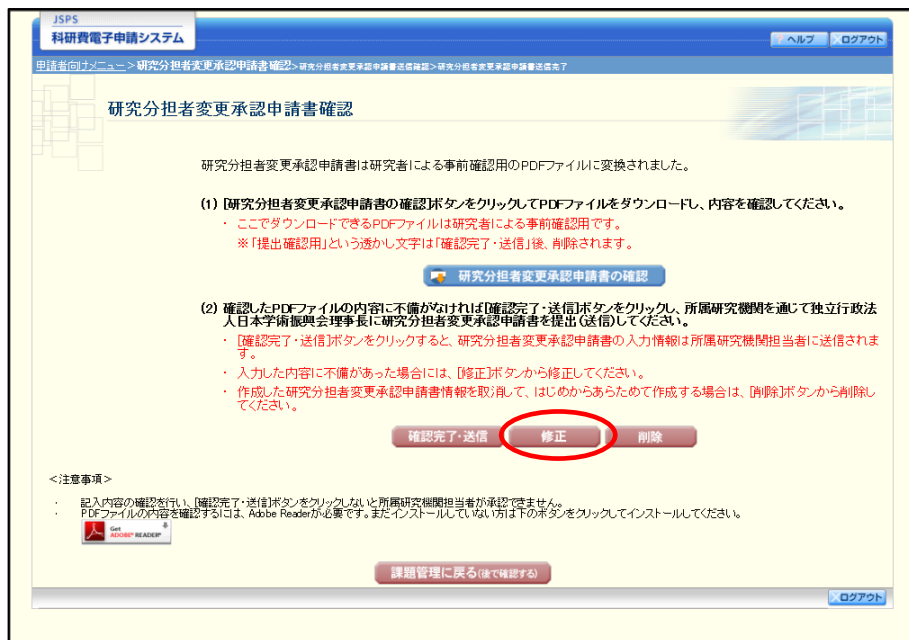 JSPS
科研費電子申請システム
ヘルプ
ログアウト
申請者向けメニュー>研究分担者変更承認申請書確認>研究分担者変更承認申請書送信確認>研究分担者変更承認申請書送信完了
研究分担者変更承認申請書確認
研究分担者変更承認申請書は研究者による事前確認用のPDFファイルに変換されました。
(1) [研究分担者変更承認申請書の確認]ボタンをクリックしてPDFファイルをダウンロードし、内容を確認してください。
・ ここでダウンロードできるPDFファイルは研究者による事前確認用です。
※「提出確認用」という透かし文字は「確認完了・送信」後、削除されます。
研究分担者変更承認申請書の確認
(2) 確認したPDFファイルの内容に不備がなければ[確認完了・送信]ボタンをクリックし、所属研究機関を通じて独立行政法
人日本学術振興会理事長に研究分担者変更承認申請書を提出(送信)してください。
・ [確認完了・送信]ボタンをクリックすると、研究分担者変更承認申請書の入力情報は所属研究機関担当者に送信されま
す。
・ 入力した内容に不備があった場合には、[修正]ボタンから修正してください。
・ 作成した研究分担者変更承認申請書情報を取消して、はじめからあらためて作成する場合は、[削除]ボタンから削除し
てください。
確認完了・送信
修正
削除
<注意事項>
・ 記入内容の確認を行い、[確認完了・送信]ボタンをクリックしないと所属研究機関担当者が承認できません。
・ PDFファイルの内容を確認するには、Adobe Readerが必要です。まだインストールしていない方は下のボタンをクリックしてインストールしてください。
Get
ADOBE® READER®
課題管理に戻る(後で確認する)
ログアウト